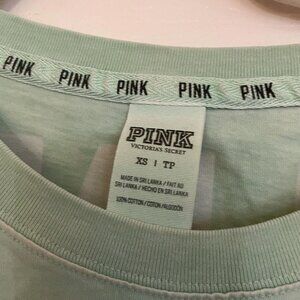 PINK PINK PINK PINK PINK PINK
PINK
VICTORIA'S SECRET
XS | TP
MADE IN SRI LANKA / FAIT AU
SRI LANKA / HECHO EN SRI LANKA
100% COTTON/COTON/ALGODÓN